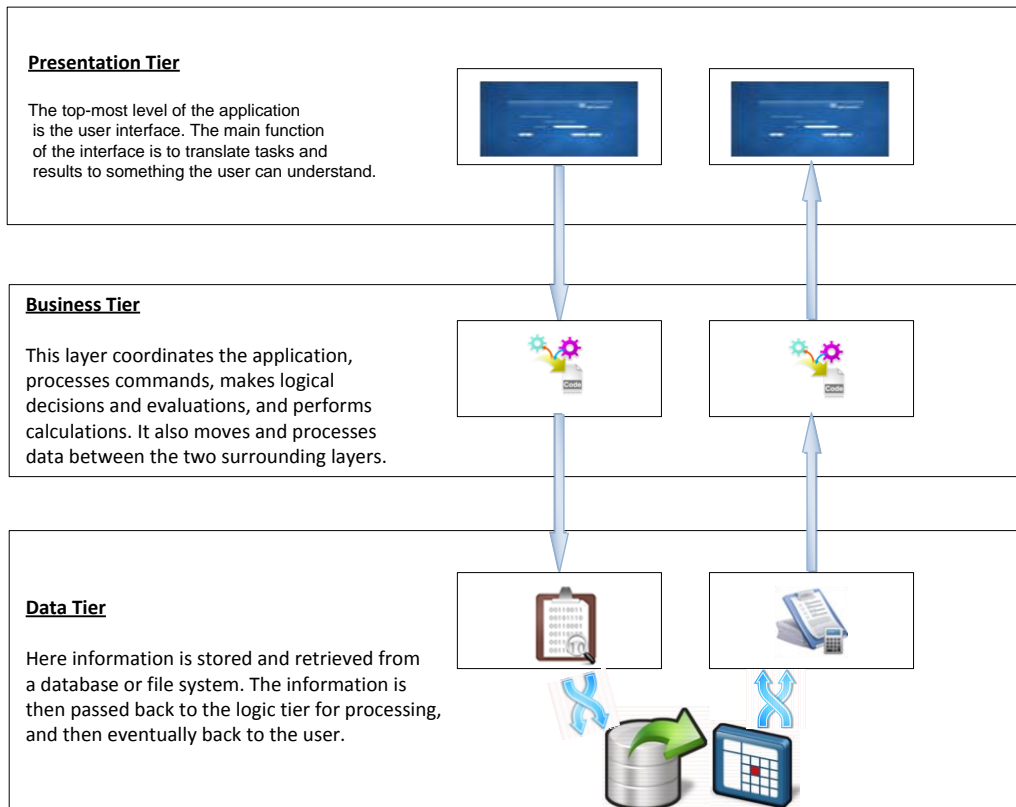 Presentation Tier
The top-most level of the application
is the user interface. The main function
of the interface is to translate tasks and
results to something the user can understand.
Business Tier
This layer coordinates the application,
processes commands, makes logical
decisions and evaluations, and performs
calculations. It also moves and processes
data between the two surrounding layers.
Code
Code
Data Tier
Here information is stored and retrieved from
a database or file system. The information is
then passed back to the logic tier for processing,
and then eventually back to the user.
00110011
00101110
00110001